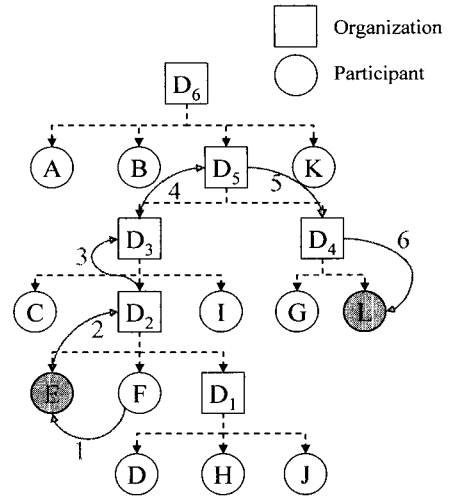 Organization
Participant
D6
A B D5 K
4 5
D3 D4
3 6
C D2 I G L
2
E F D1
1
D H J